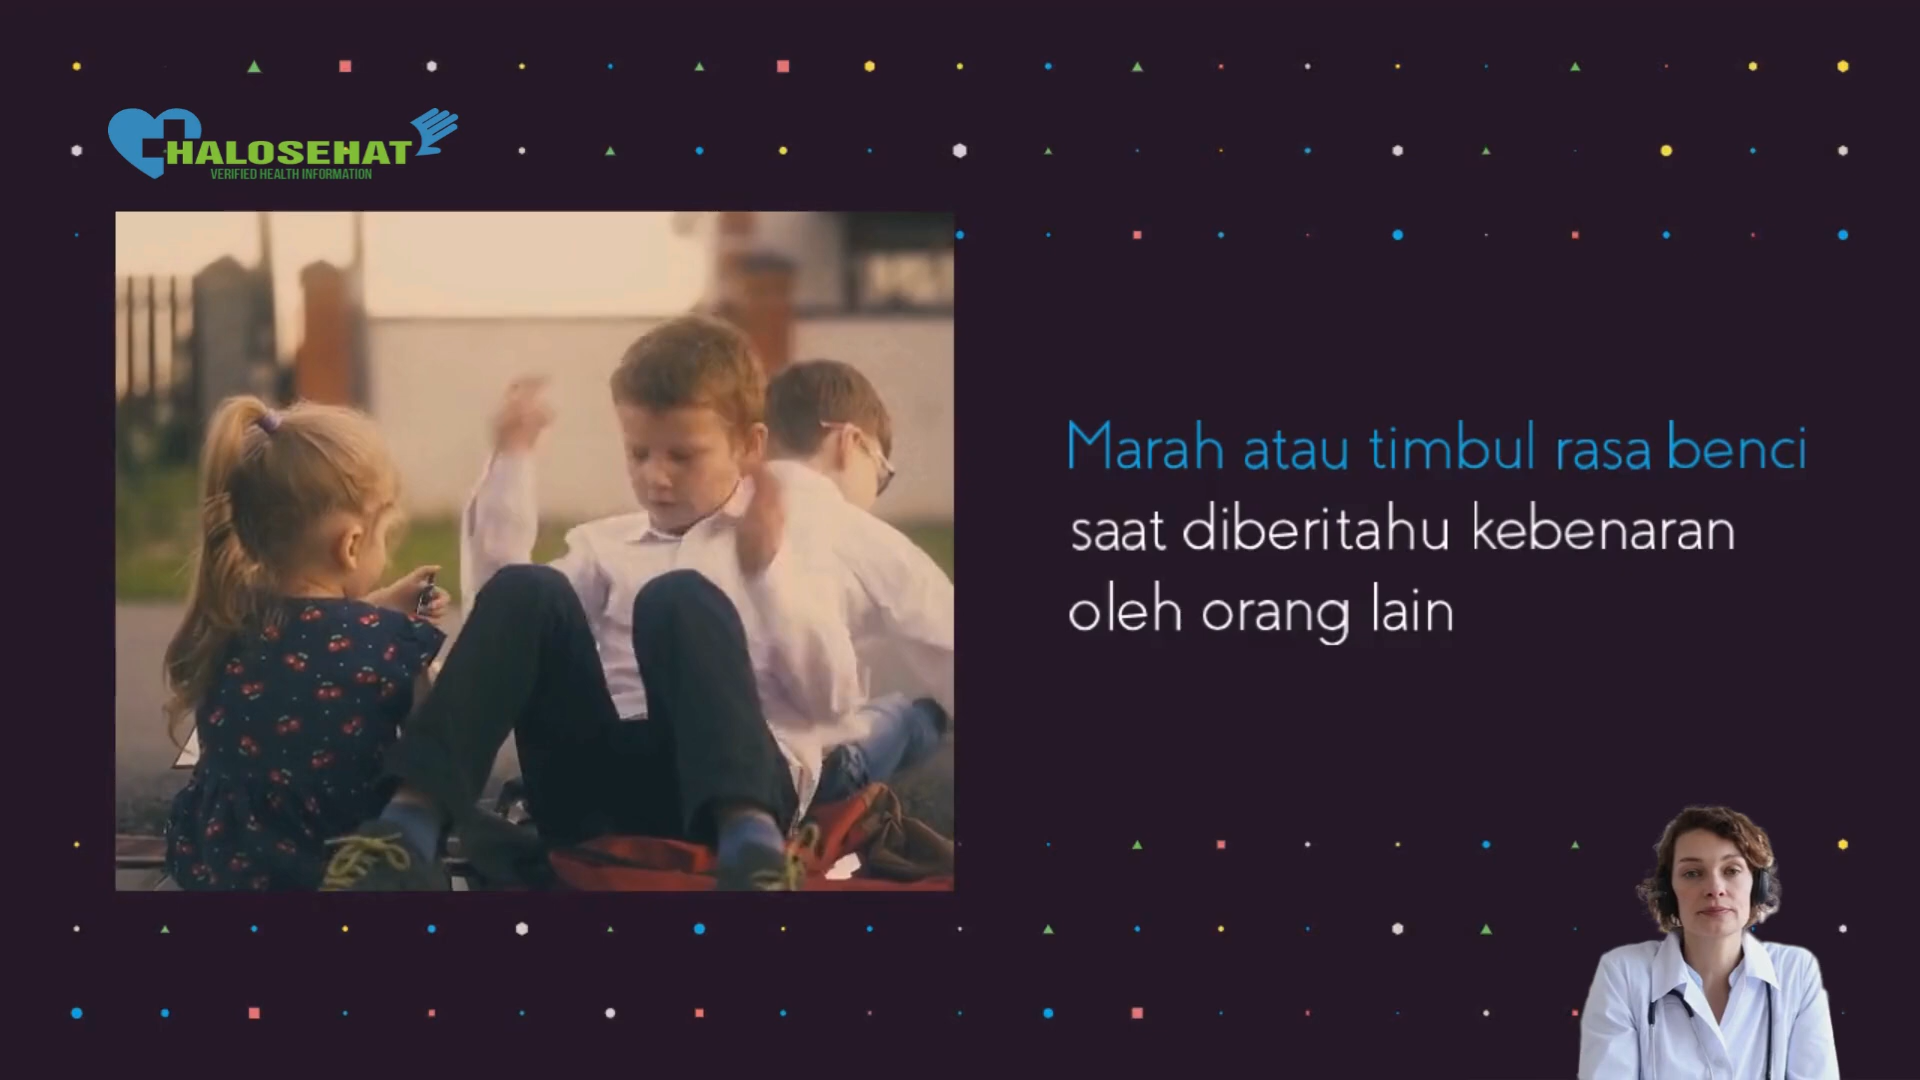 HALOSEHAT
VERIFIED HEALTH INFORMATION
Marah atau timbul rasa benci
saat diberitahu kebenaran
oleh orang lain